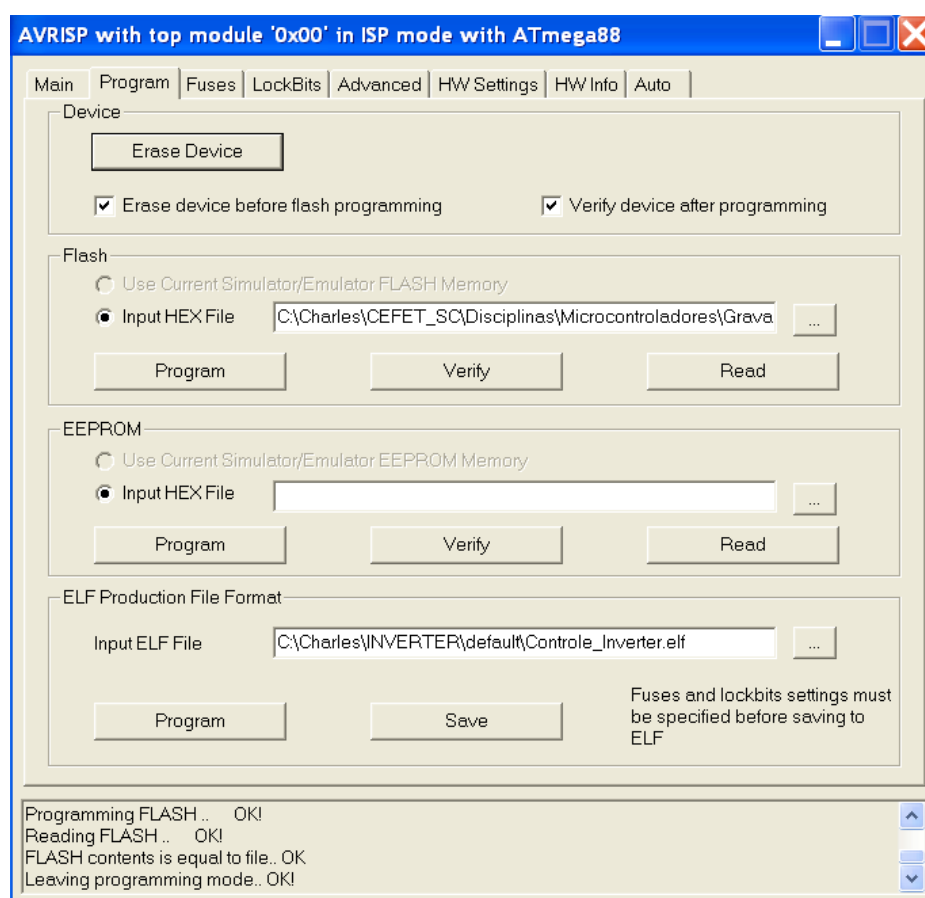 AVRISP with top module '0x00' in ISP mode with ATmega88
Main Program Fuses LockBits Advanced HW Settings HW Info Auto
Device
Erase Device
Erase device before flash programming Verify device after programming
Flash
Use Current Simulator/Emulator FLASH Memory
Input HEX File C:\Charles\CEFET_SC\Disciplinas\Microcontroladores\Grava ...
Program Verify Read
EEPROM
Use Current Simulator/Emulator EEPROM Memory
Input HEX File ...
Program Verify Read
ELF Production File Format
Input ELF File C:\Charles\INVERTER\default\Controle_Inverter.elf ...
Fuses and lockbits settings must
Program Save be specified before saving to
ELF
Programming FLASH .. OK!
Reading FLASH .. OK!
FLASH contents is equal to file.. OK
Leaving programming mode.. OK!